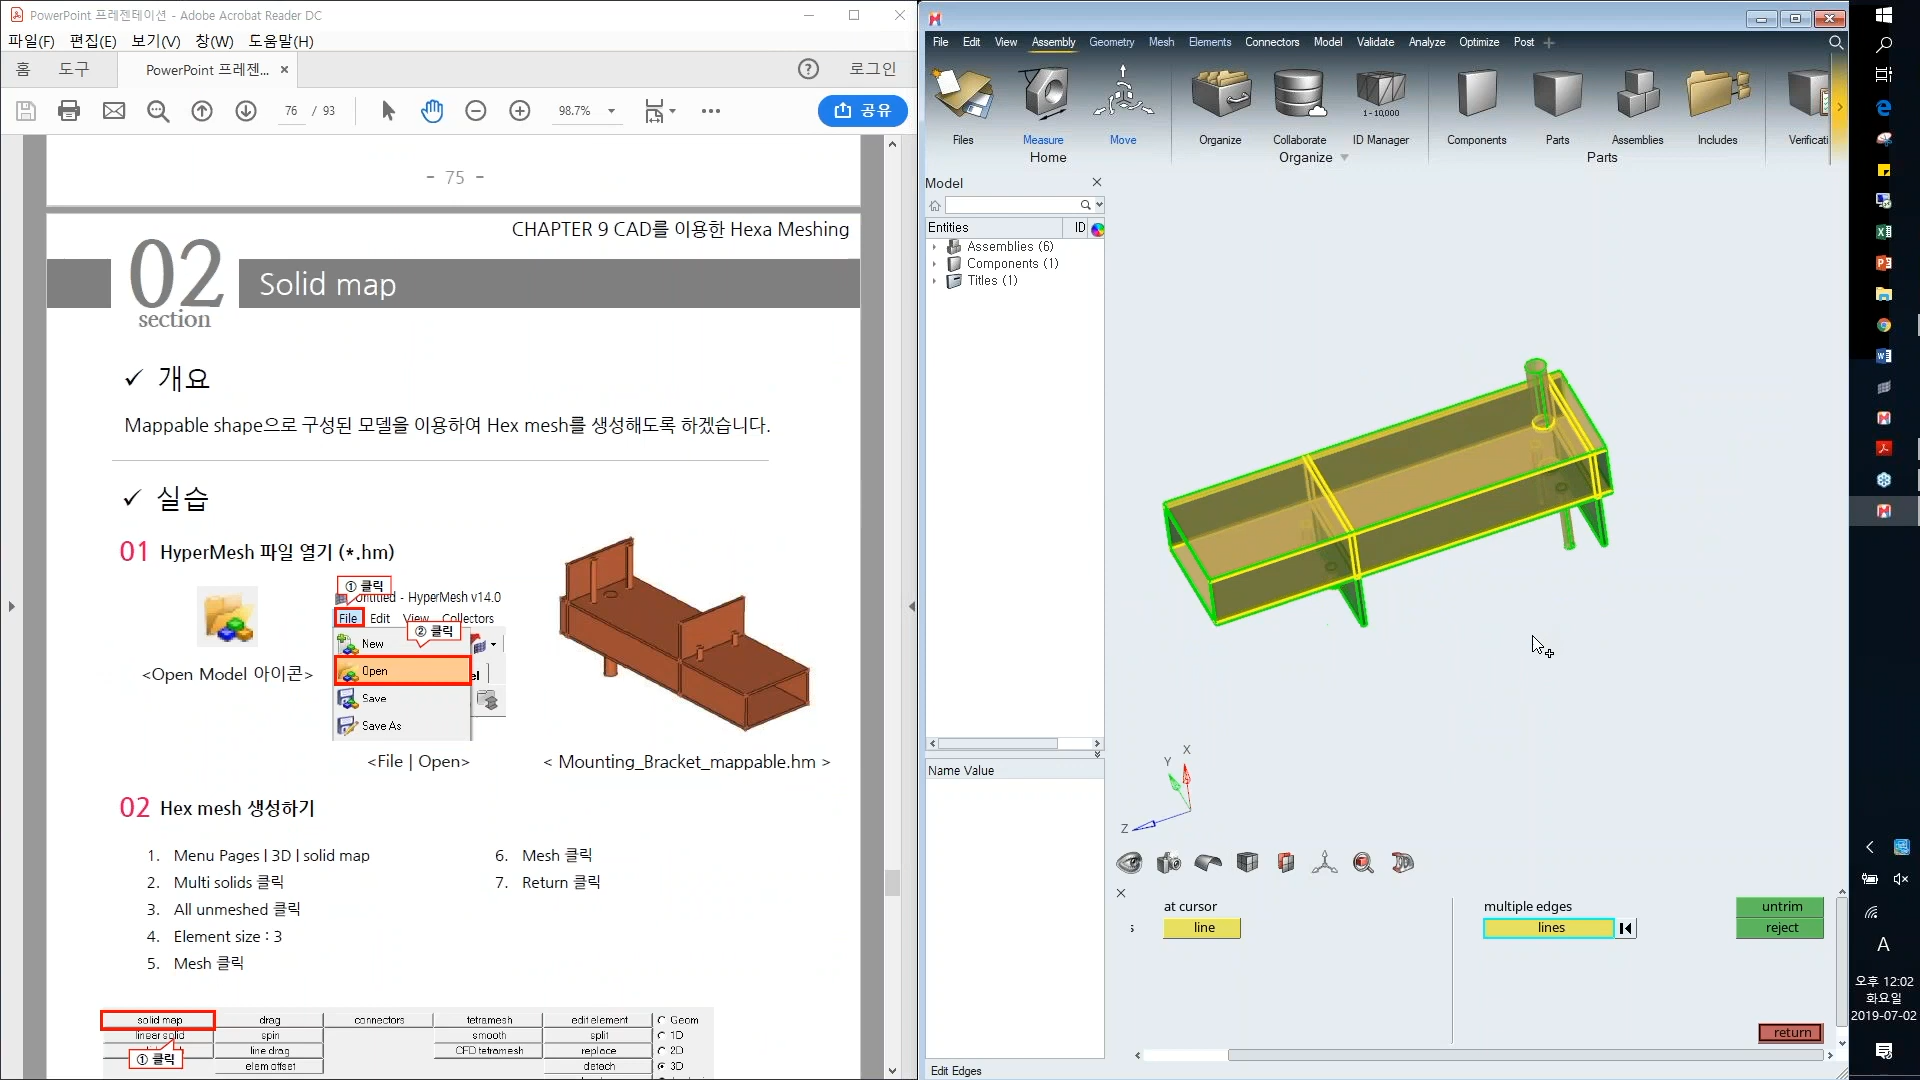 PowerPoint 프레젠테이션 - Adobe Acrobat Reader DC
파일(F) 편집(E) 보기(V) 창(W) 도움말(H)
홈 도구 PowerPoint 프레젠... × 로그인
76 / 93 98.7% 공유
- 75 -
CHAPTER 9 CAD를 이용한 Hexa Meshing
02
section
Solid map
✓ 개요
Mappable shape으로 구성된 모델을 이용하여 Hex mesh를 생성해도록 하겠습니다.
✓ 실습
01 HyperMesh 파일 열기 (*.hm)
① 클릭
Untitled - HyperMesh v14.0
File Edit View Collectors
② 클릭
New
Open
Save
Save As
<Open Model 아이콘>
<File | Open>
< Mounting_Bracket_mappable.hm >
02 Hex mesh 생성하기
1. Menu Pages | 3D | solid map
2. Multi solids 클릭
3. All unmeshed 클릭
4. Element size : 3
5. Mesh 클릭
6. Mesh 클릭
7. Return 클릭
solid map drag connectors tetramesh edit element Geom
linear solid spin smooth split 1D
line drag CFD tetramesh replace 2D
① 클릭
elem offset detach 3D
File Edit View Assembly Geometry Mesh Elements Connectors Model Validate Analyze Optimize Post
1-10,000
Files Measure Move Organize Collaborate ID Manager Components Parts Assemblies Includes Verificati
Home Organize Parts
Model
Entities ID
Assemblies (6)
Components (1)
Titles (1)
Name Value
X
Y
Z
at cursor
line
multiple edges
lines
untrim
reject
return
Edit Edges
A
오후 12:02
화요일
2019-07-02